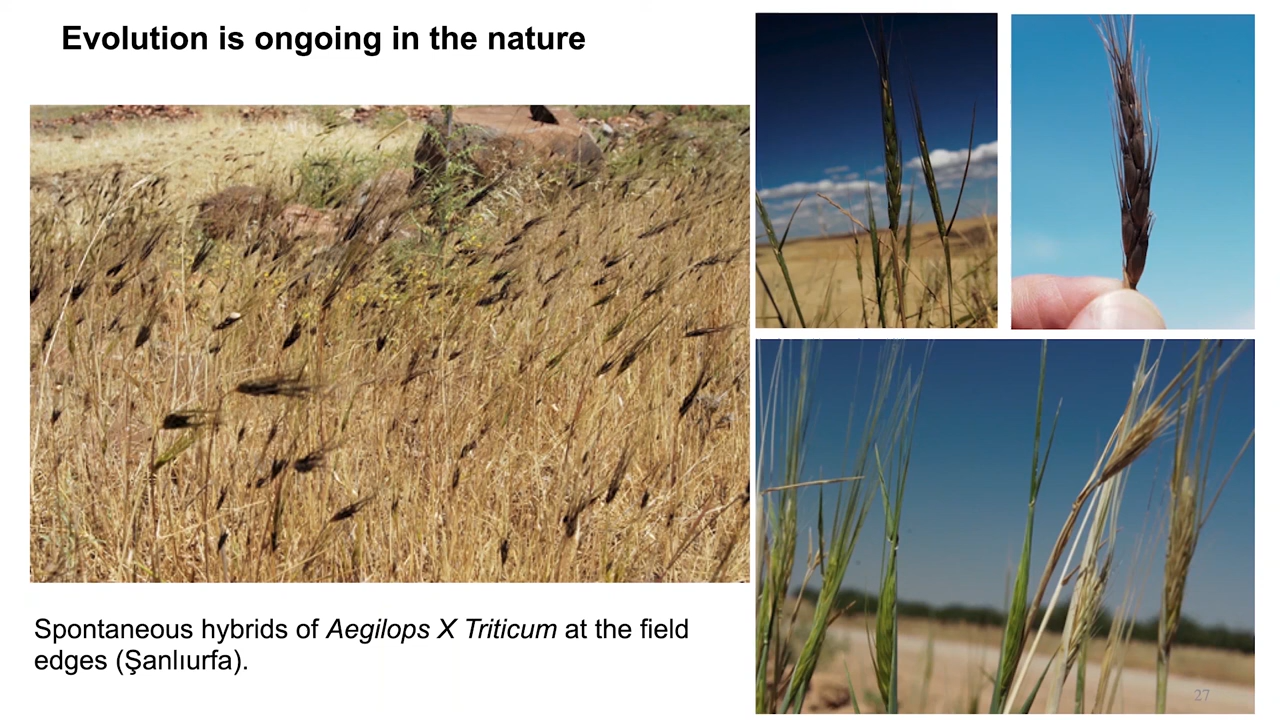 Evolution is ongoing in the nature
Spontaneous hybrids of Aegilops X Triticum at the field
edges (Şanlıurfa).
27